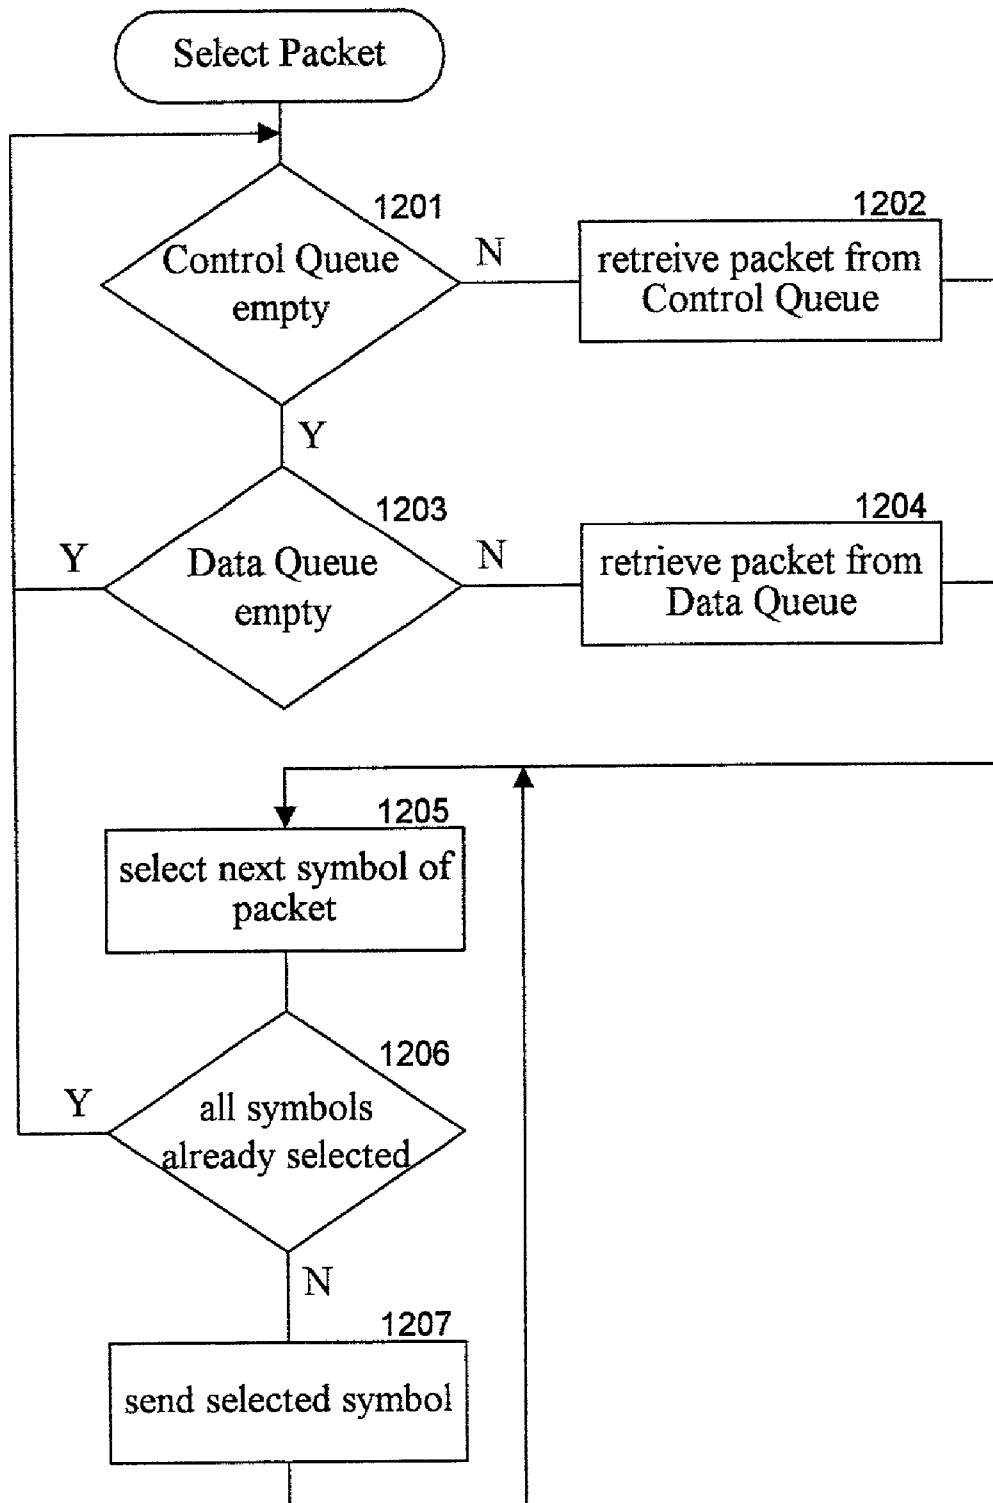 Select Packet
1201
Control Queue
empty
N
1202
retreive packet from
Control Queue
Y
1203
Data Queue
empty
Y
N
1204
retrieve packet from
Data Queue
1205
select next symbol of
packet
1206
all symbols
already selected
Y
N
1207
send selected symbol